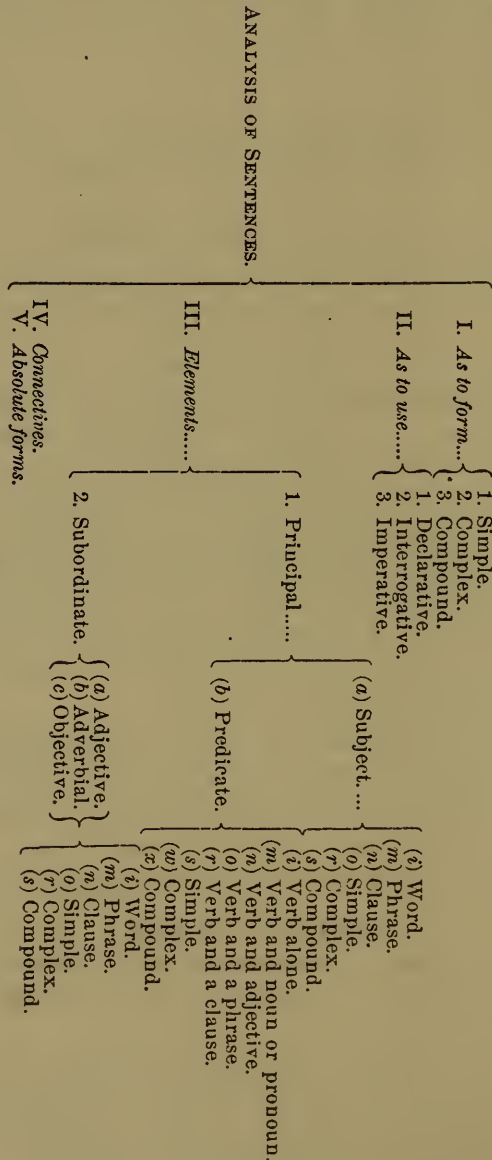 ANALYSIS OF SENTENCES.
I. As to form...
1. Simple.
2. Complex.
3. Compound.
II. As to use......
1. Declarative.
2. Interrogative.
3. Imperative.
III. Elements......
1. Principal.....
(a) Subject. ...
(i) Word.
(m) Phrase.
(n) Clause.
(o) Simple.
(r) Complex.
(s) Compound.
(b) Predicate.
(i) Verb alone.
(m) Verb and noun or pronoun.
(n) Verb and adjective.
(o) Verb and a phrase.
(r) Verb and a clause.
(s) Simple.
(w) Complex.
(x) Compound.
2. Subordinate.
(a) Adjective.
(b) Adverbial.
(c) Objective.
(i) Word.
(m) Phrase.
(n) Clause.
(o) Simple.
(r) Complex.
(s) Compound.
IV. Connectives.
V. Absolute forms.